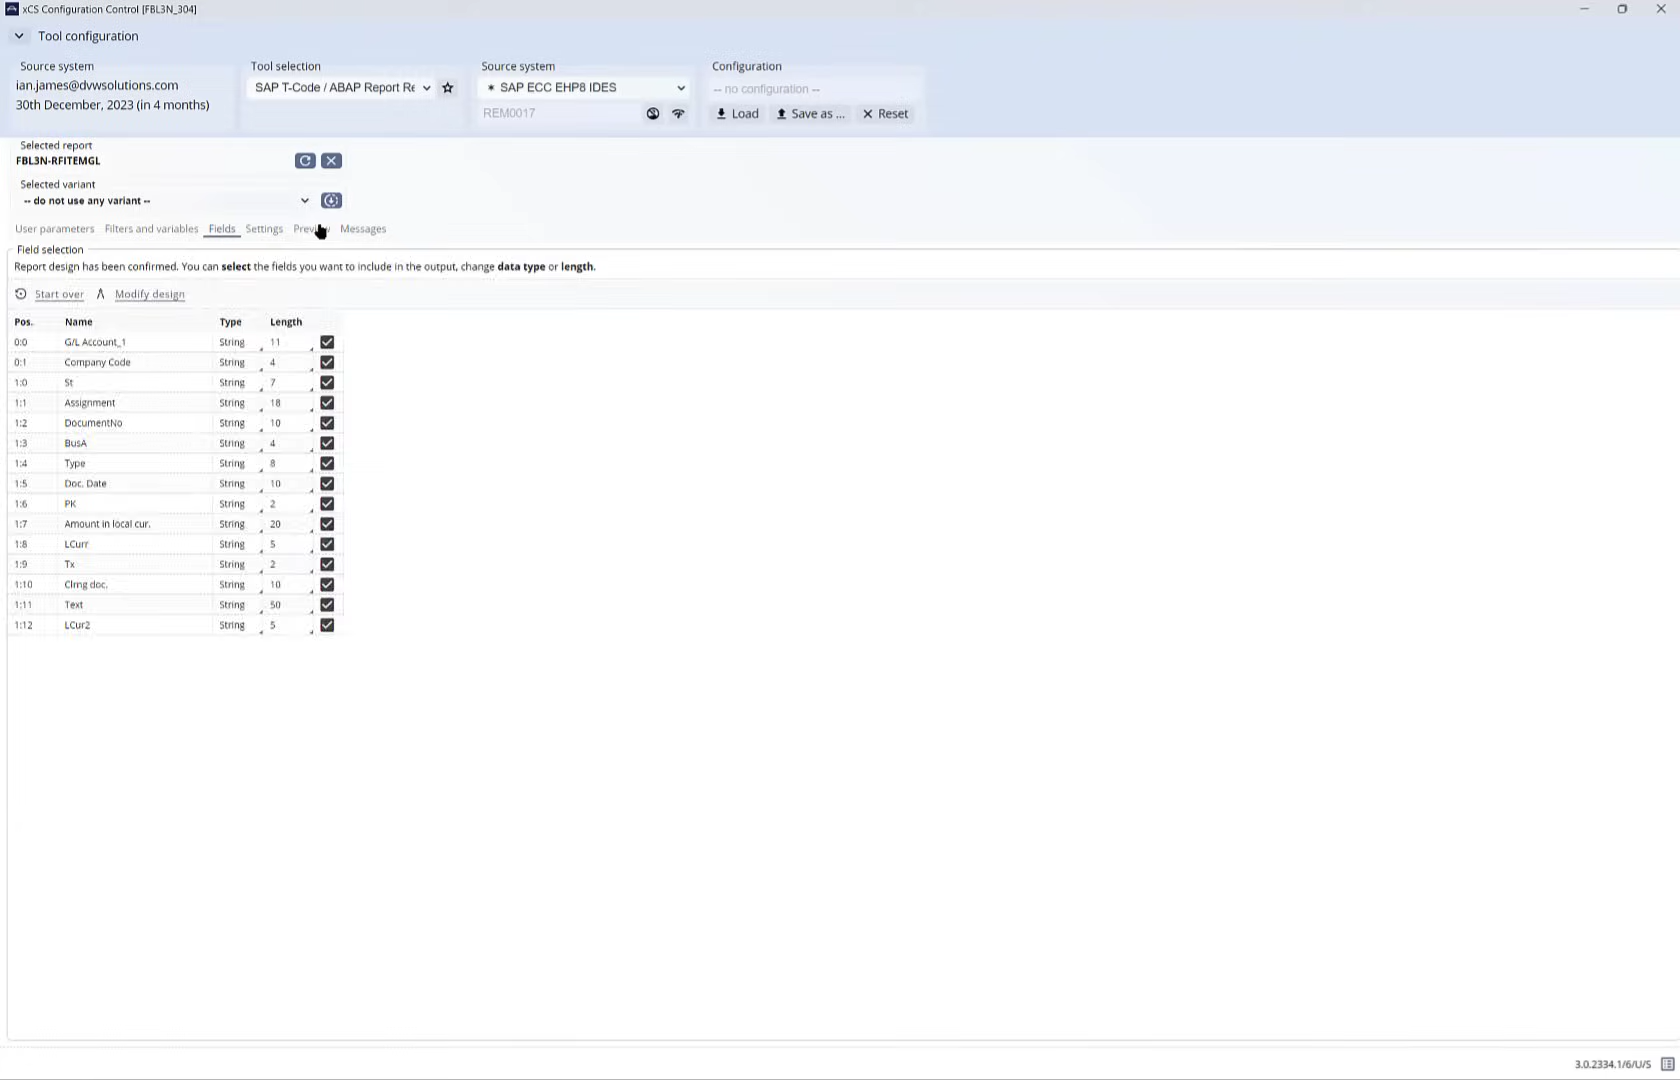 xCS Configuration Control [FBL3N_304]
Tool configuration
Source system
ian.james@dvwsolutions.com
30th December, 2023 (in 4 months)
Tool selection
SAP T-Code / ABAP Report Re
Source system
✶ SAP ECC EHP8 IDES
REM0017
Configuration
-- no configuration --
Load Save as ... Reset
Selected report
FBL3N-RFITEMGL
Selected variant
-- do not use any variant --
User parameters Filters and variables Fields Settings Messages
Field selection
Report design has been confirmed. You can select the fields you want to include in the output, change data type or length.
Start over Modify design
Pos. Name Type Length
0:0 G/L Account_1 String 11
0:1 Company Code String 4
1:0 St String 7
1:1 Assignment String 18
1:2 DocumentNo String 10
1:3 BusA String 4
1:4 Type String 8
1:5 Doc. Date String 10
1:6 PK String 2
1:7 Amount in local cur. String 20
1:8 LCurr String 5
1:9 Tx String 2
1:10 Clrng doc. String 10
1:11 Text String 50
1:12 LCur2 String 5
3.0.2334.1/6/U/S